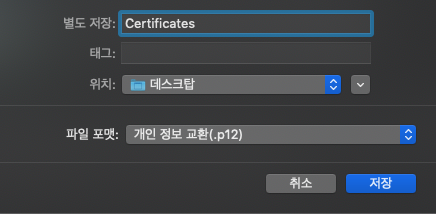 별도 저장: Certificates
태그:
위치: 데스크탑
파일 포맷: 개인 정보 교환(.p12)
취소 저장